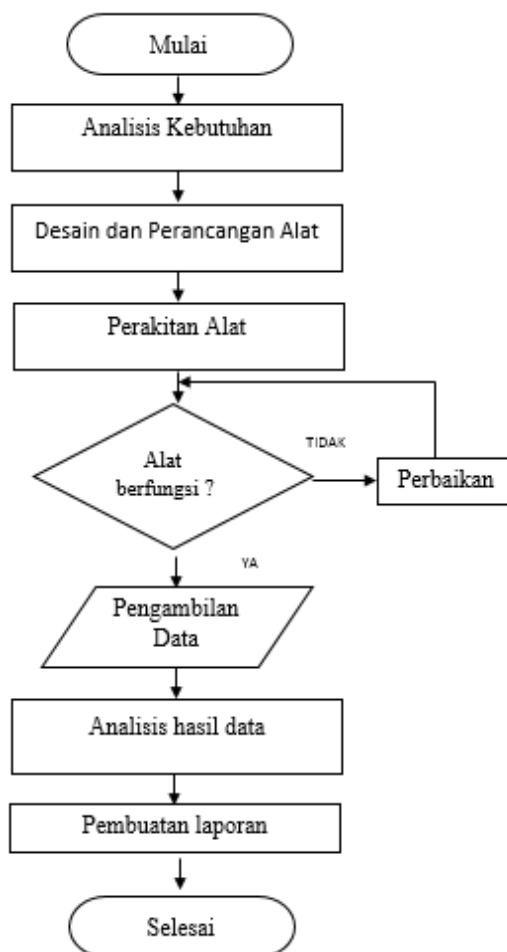 Mulai
Analisis Kebutuhan
Desain dan Perancangan Alat
Perakitan Alat
Alat
berfungsi ?
TIDAK
Perbaikan
YA
Pengambilan
Data
Analisis hasil data
Pembuatan laporan
Selesai